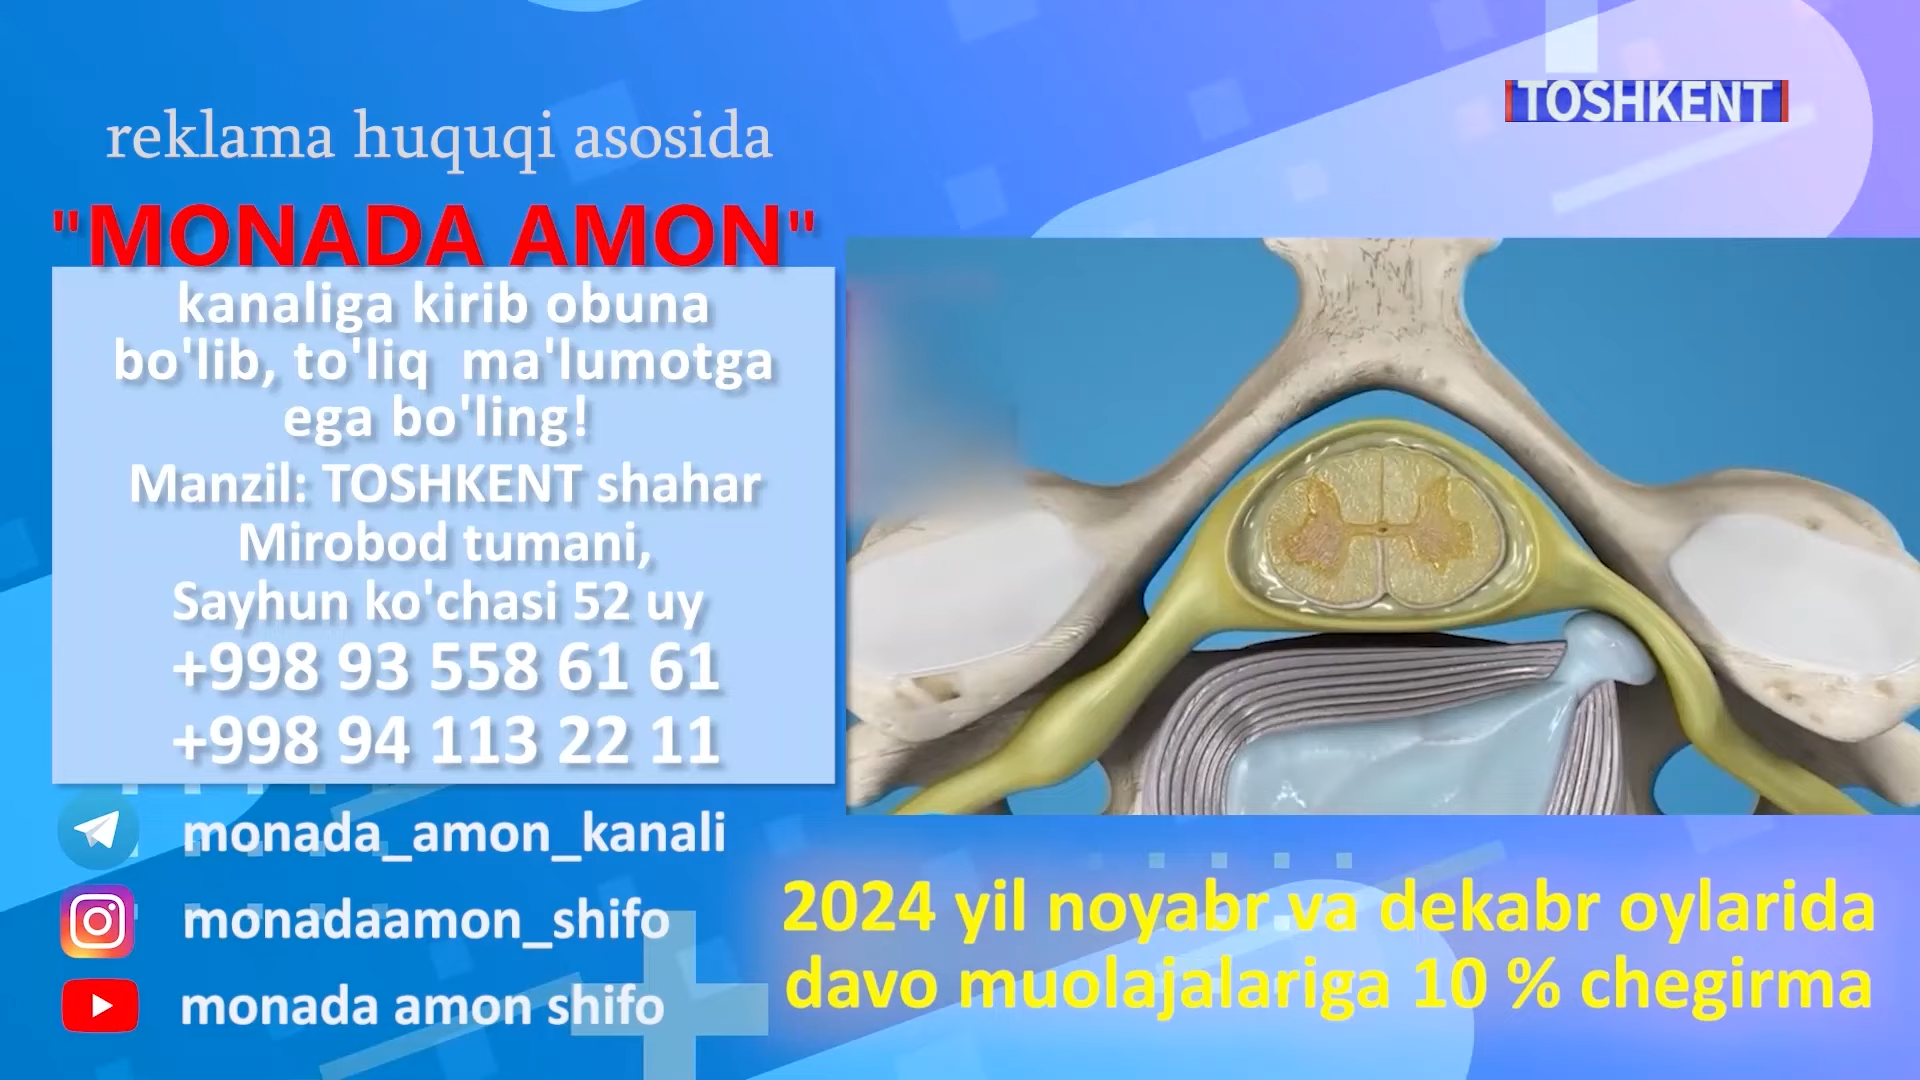 reklama huquqi asosida
TOSHKENT
"MONADA AMON"
kanaliga kirib obuna
bo'lib, to'liq ma'lumotga
ega bo'ling!
Manzil: TOSHKENT shahar
Mirobod tumani,
Sayhun ko'chasi 52 uy
+998 93 558 61 61
+998 94 113 22 11
monada_amon_kanali
monadaamon_shifo
monada amon shifo
2024 yil noyabr va dekabr oylarida
davo muolajalariga 10 % chegirma